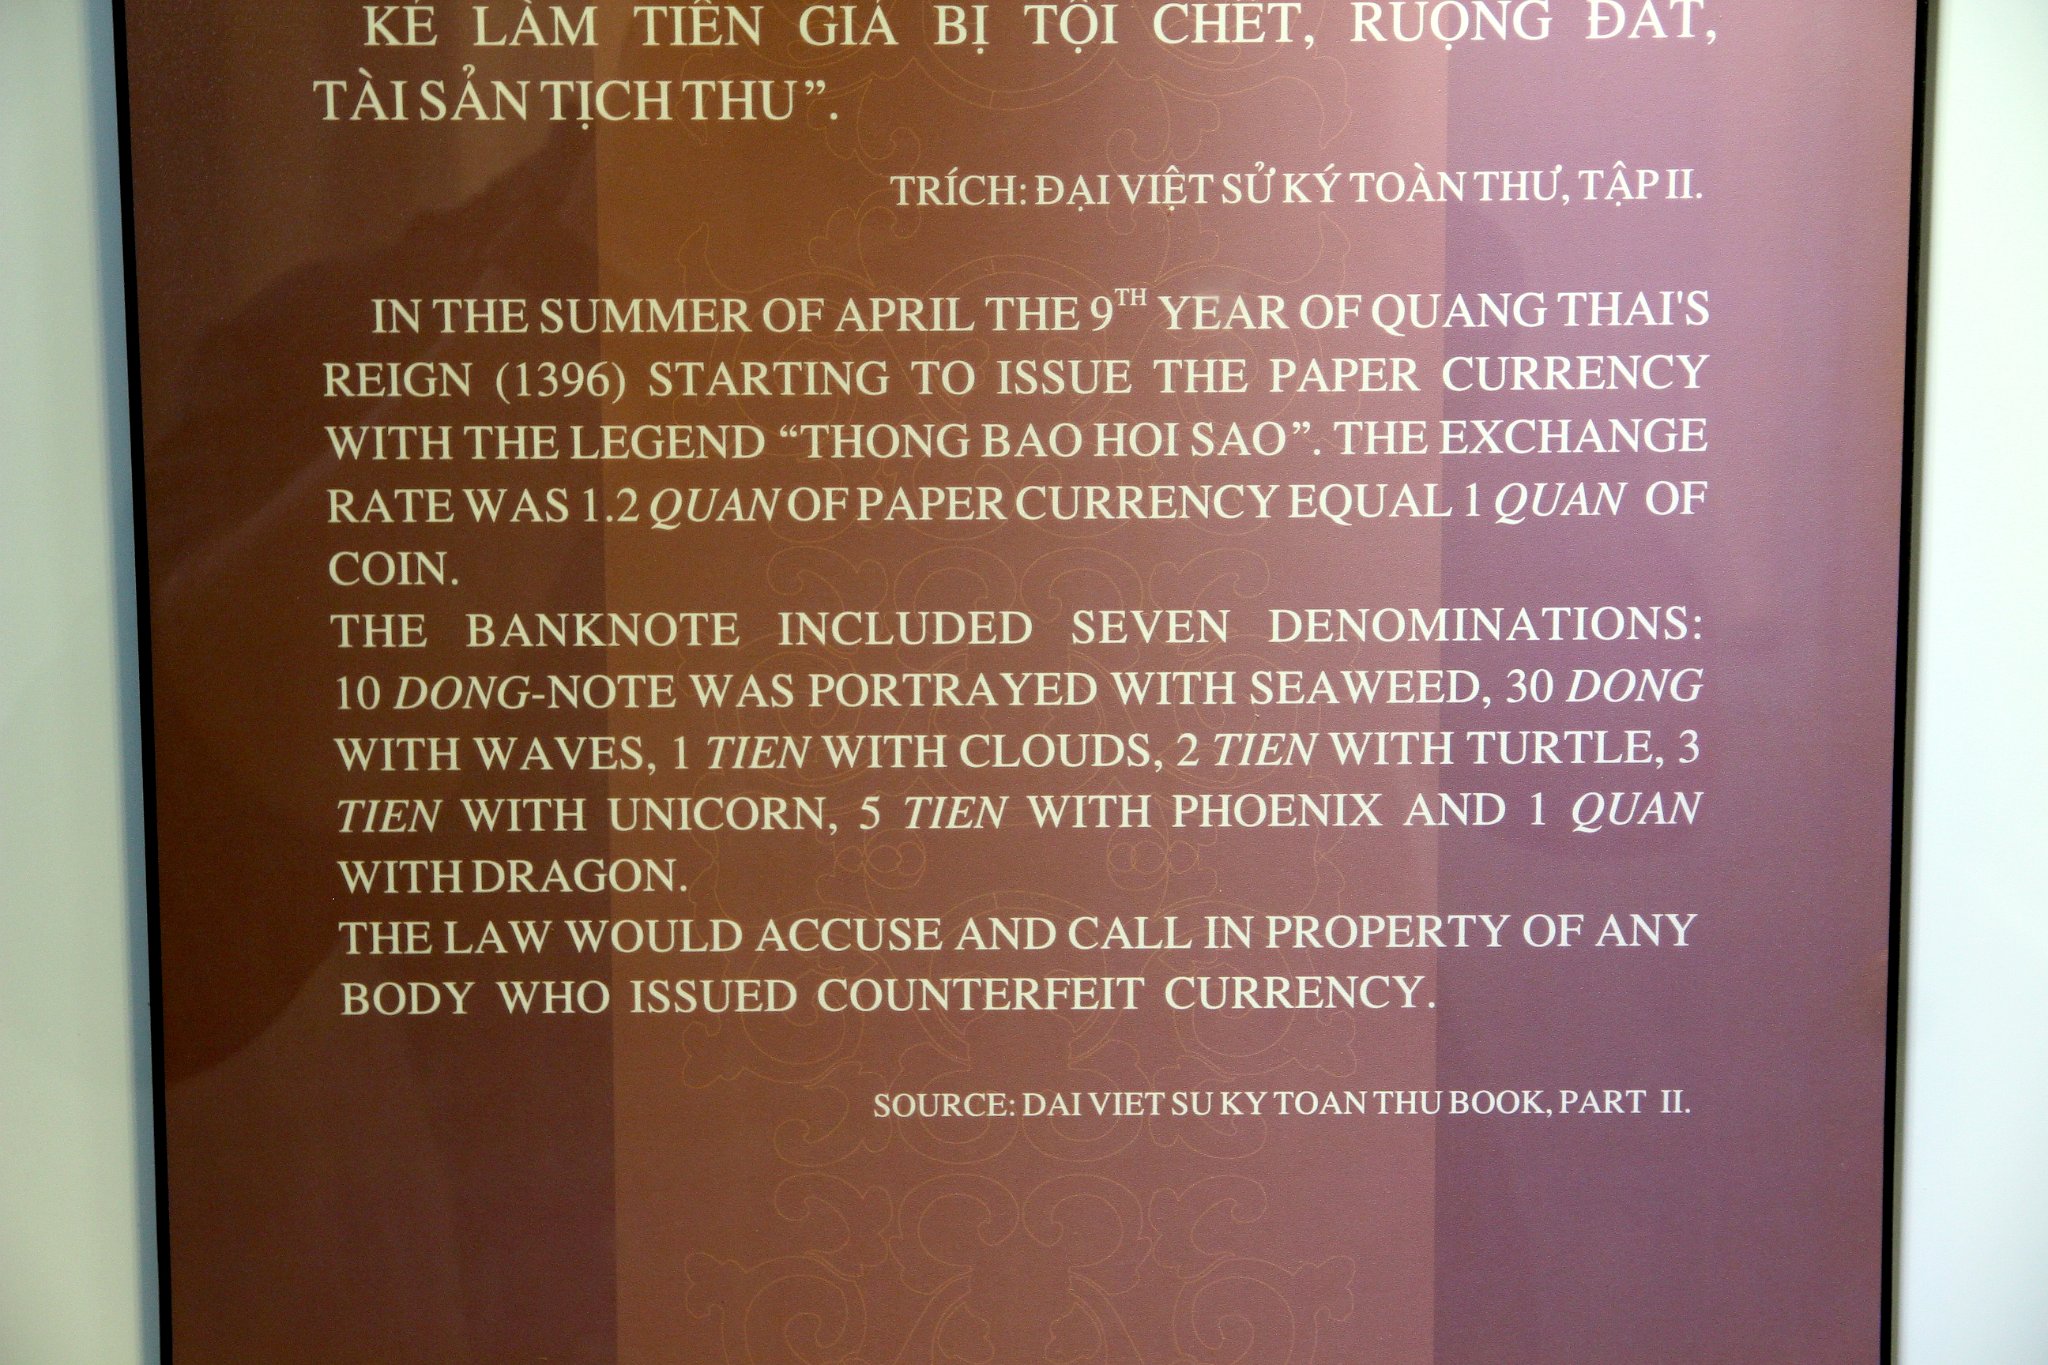 KẺ LÀM TIỀN GIẢ BỊ TỘI CHẾT, RUỘNG ĐẤT,
TÀI SẢN TỊCH THU”.
TRÍCH: ĐẠI VIỆT SỬ KÝ TOÀN THƯ, TẬP II.
IN THE SUMMER OF APRIL THE 9TH YEAR OF QUANG THAI'S
REIGN (1396) STARTING TO ISSUE THE PAPER CURRENCY
WITH THE LEGEND “THONG BAO HOI SAO”. THE EXCHANGE
RATE WAS 1.2 QUAN OF PAPER CURRENCY EQUAL 1 QUAN OF
COIN.
THE BANKNOTE INCLUDED SEVEN DENOMINATIONS:
10 DONG-NOTE WAS PORTRAYED WITH SEAWEED, 30 DONG
WITH WAVES, 1 TIEN WITH CLOUDS, 2 TIEN WITH TURTLE, 3
TIEN WITH UNICORN, 5 TIEN WITH PHOENIX AND 1 QUAN
WITH DRAGON.
THE LAW WOULD ACCUSE AND CALL IN PROPERTY OF ANY
BODY WHO ISSUED COUNTERFEIT CURRENCY.
SOURCE: DAI VIET SU KY TOAN THU BOOK, PART II.